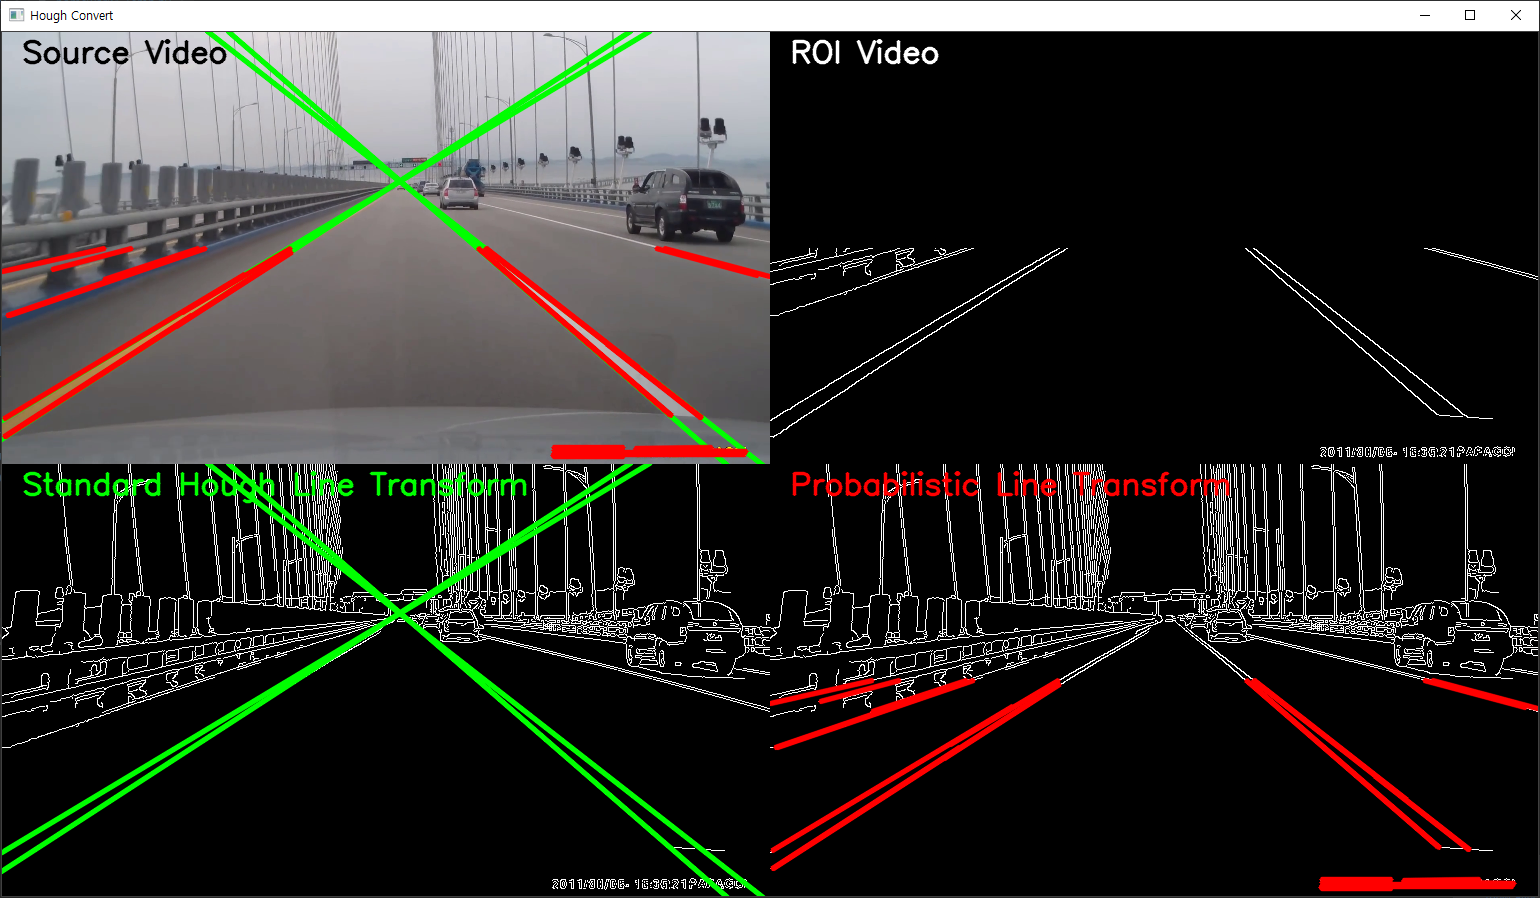 Hough Convert
Source Video
ROI Video
Standard Hough Line Transform
Probabilistic Line Transform